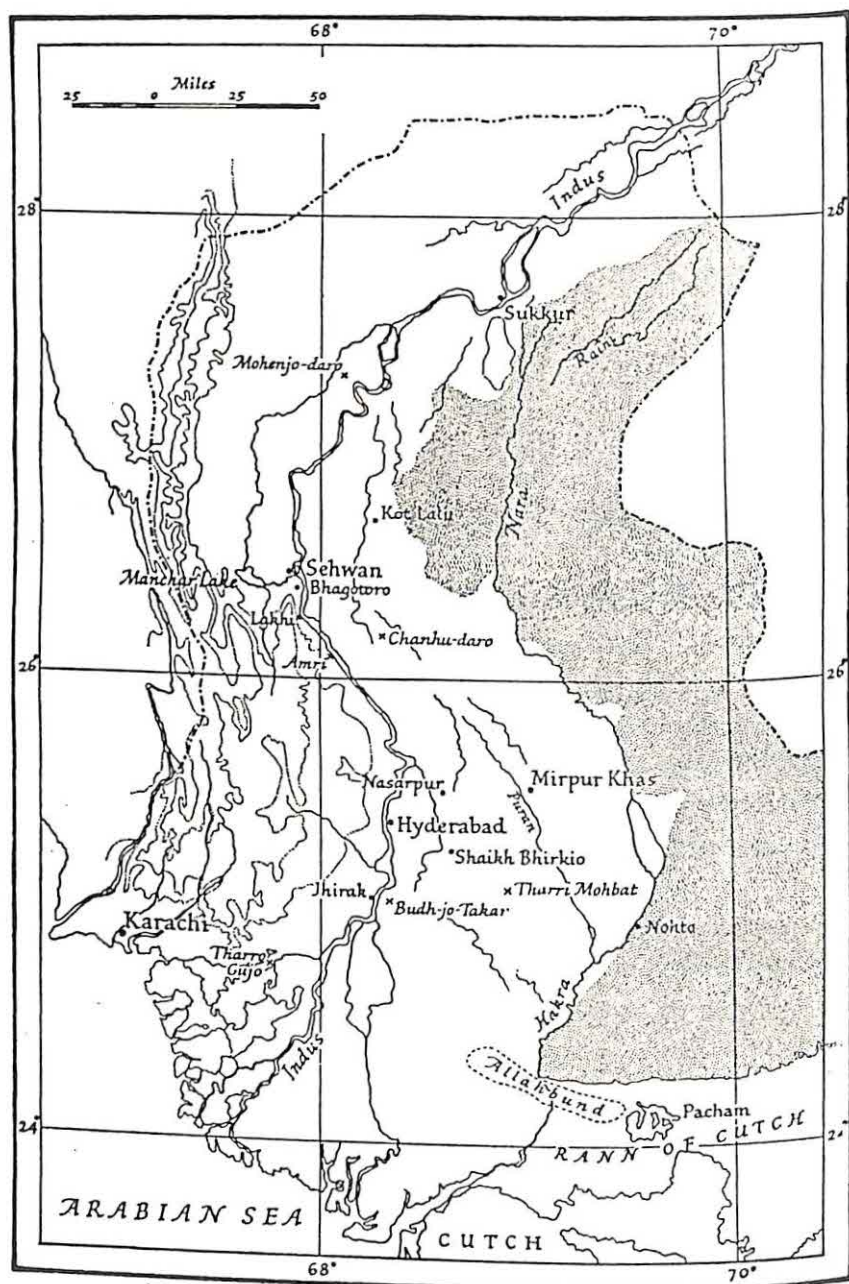 68° 70°
Miles
25 0 25 50
Indus
28° 28°
Sukkur
Raini
Mohenjo-daro
Nara
Kot Lalu
Sehwan
Manchar Lake
Bhagotoro
Lakhi
Chanhu-daro
Amri
26° 26°
Nasarpur
Mirpur Khas
Puran
Hyderabad
Shaikh Bhirkio
Jhirak
Tharri Mohbat
Budh-jo-Takar
Karachi
Nohto
Tharro
Gujo
Hakra
Indus
Allahbund
Pacham
24° 24°
RANN OF CUTCH
ARABIAN SEA
CUTCH
68° 70°